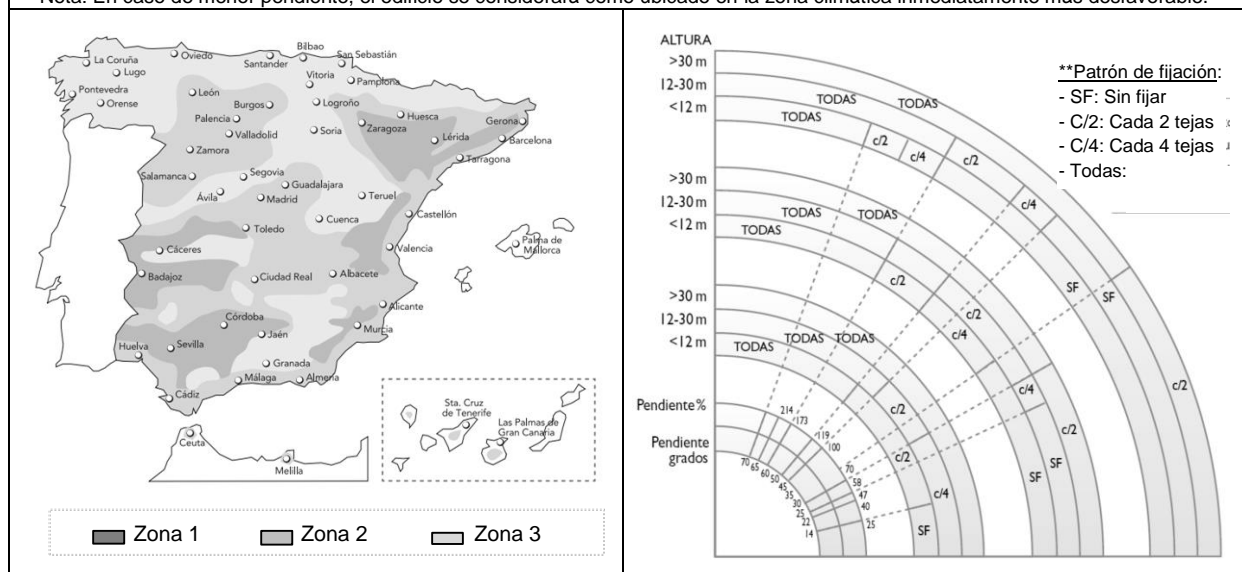 Nota: En caso de menor pendiente, el edificio se considerará como ubicado en la zona climática inmediatamente más desfavorable.
Bilbao
La Coruña
Oviedo
Santander
San Sebastián
Lugo
Vitoria
Pamplona
Pontevedra
Orense
León
Burgos
Logroño
Huesca
Gerona
Palencia
Zaragoza
Lérida
Barcelona
Valladolid
Soria
Zamora
Tarragona
Salamanca
Segovia
Guadalajara
Ávila
Madrid
Teruel
Cuenca
Castellón
Toledo
Cáceres
Valencia
Palma de
Mallorca
Badajoz
Ciudad Real
Albacete
Alicante
Córdoba
Murcia
Jaén
Huelva
Sevilla
Granada
Málaga
Almería
Cádiz
Sta. Cruz
de Tenerife
Las Palmas de
Gran Canaria
Ceuta
Melilla
Zona 1
Zona 2
Zona 3
ALTURA
>30 m
12-30 m
<12 m
TODAS
TODAS
TODAS
c/2
c/4
c/2
c/4
SF
SF
c/2
**Patrón de fijación:
- SF: Sin fijar
- C/2: Cada 2 tejas
- C/4: Cada 4 tejas
- Todas:
>30 m
12-30 m
<12 m
TODAS
TODAS
TODAS
c/2
c/2
c/4
c/4
c/2
SF
SF
>30 m
12-30 m
<12 m
TODAS
TODAS
TODAS
c/2
c/2
c/4
SF
Pendiente %
214
173
119
100
70
58
47
40
25
Pendiente
grados
70
65
60
50
45
35
30
25
22
14